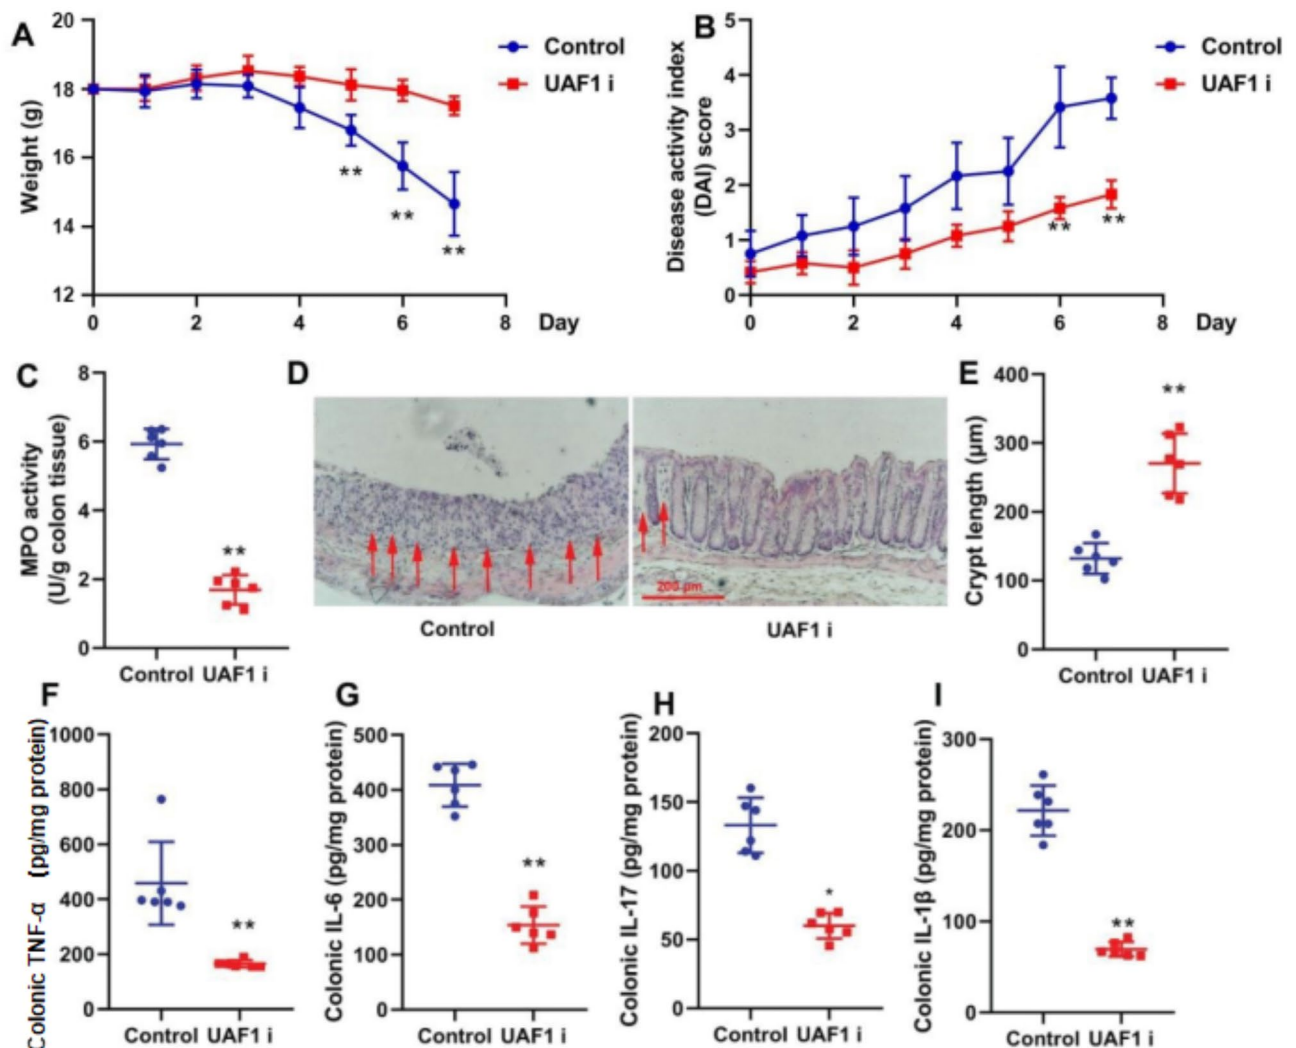 A
20
18
16
14
12
Weight (g)
0 2 4 6 8 Day
Control
UAF1 i
**
**
**
B
5
4
3
2
1
0
Disease activity index
(DAI) score
0 2 4 6 8 Day
Control
UAF1 i
**
**
C
8
6
4
2
0
MPO activity
(U/g colon tissue)
**
Control UAF1 i
D
200 μm
Control
UAF1 i
E
400
300
200
100
0
Crypt length (μm)
**
Control UAF1 i
F
1000
800
600
400
200
0
Colonic TNF-α (pg/mg protein)
**
Control UAF1 i
G
500
400
300
200
100
0
Colonic IL-6 (pg/mg protein)
**
Control UAF1 i
H
200
150
100
50
0
Colonic IL-17 (pg/mg protein)
*
Control UAF1 i
I
300
200
100
0
Colonic IL-1β (pg/mg protein)
**
Control UAF1 i